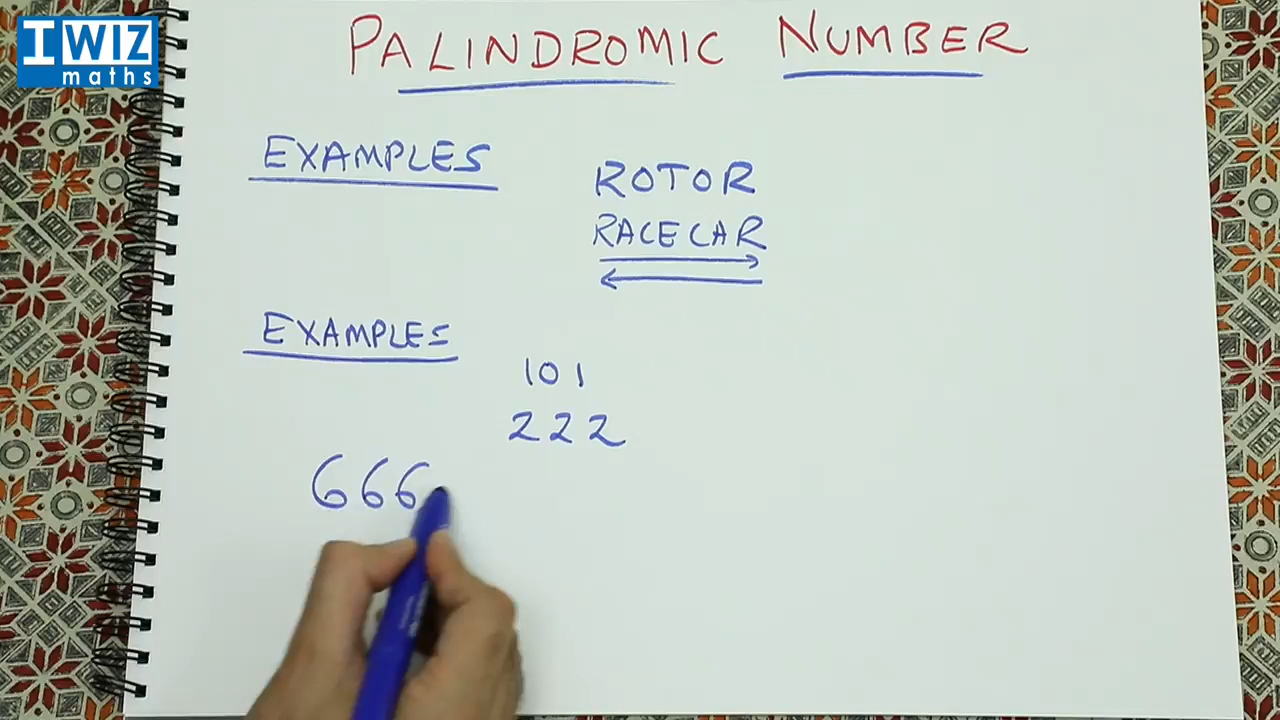 IWIZ
maths
PALINDROMIC NUMBER
EXAMPLES
ROTOR
RACECAR
EXAMPLES
101
222
666